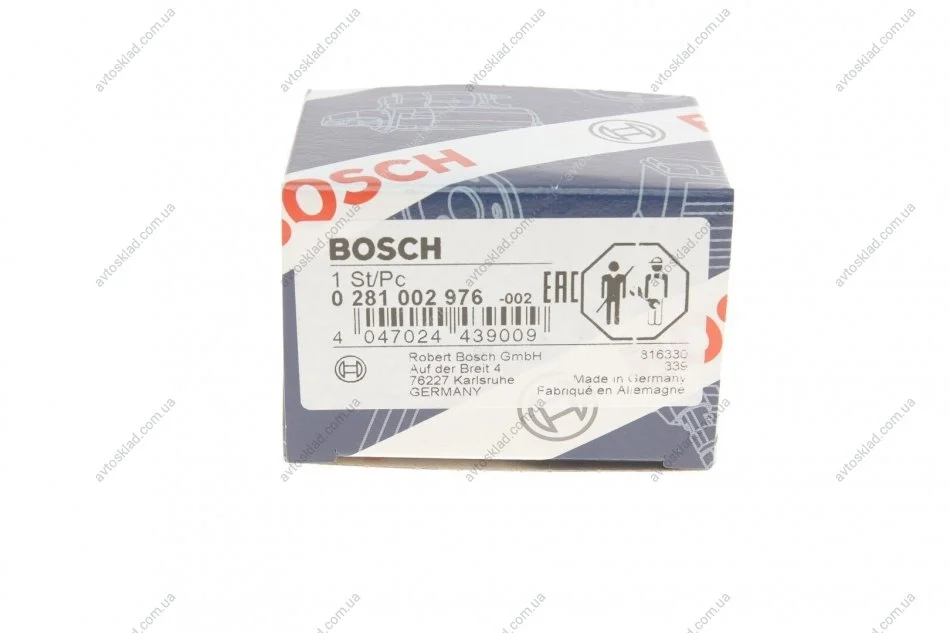 BOSCH
BOSCH
1 St/Pc
0 281 002 976 -002
EAC
4 047024 439009
Robert Bosch GmbH
Auf der Breit 4
76227 Karlsruhe
GERMANY
816330
339
Made in Germany
Fabriqué en Allemagne
avtosklad.com.ua